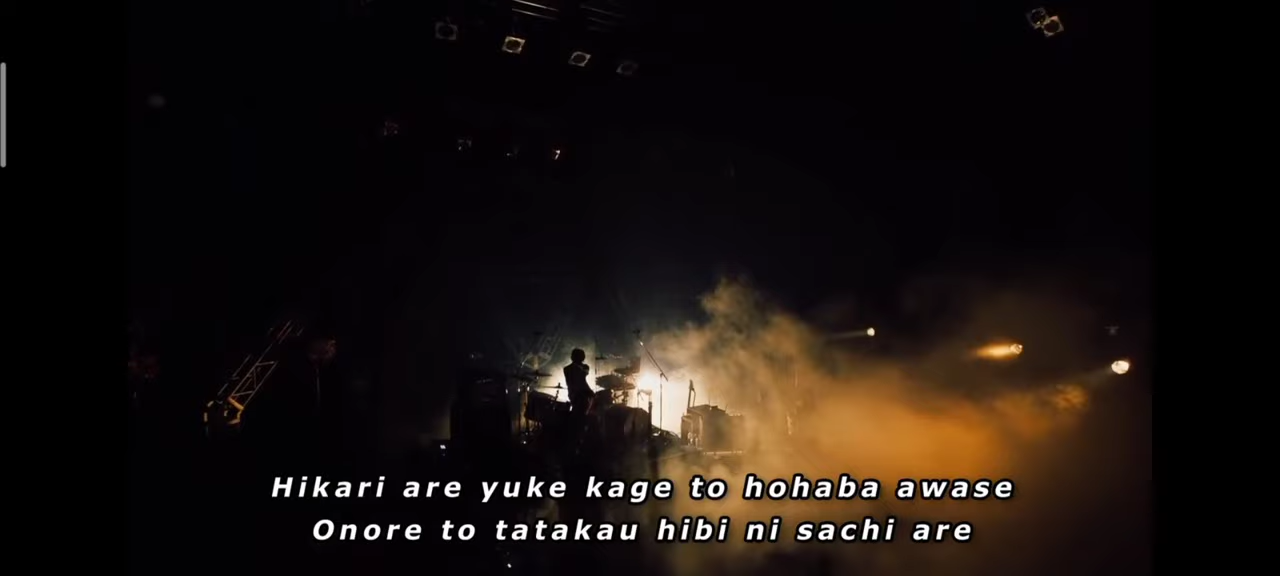 Hikari are yuke kage to hohaba awase
Onore to tatakau hibi ni sachi are